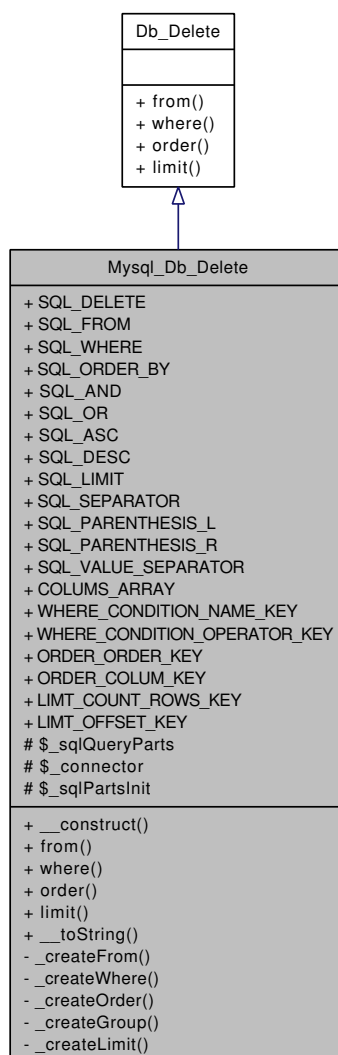 Db_Delete
+ from()
+ where()
+ order()
+ limit()
Mysql_Db_Delete
+ SQL_DELETE
+ SQL_FROM
+ SQL_WHERE
+ SQL_ORDER_BY
+ SQL_AND
+ SQL_OR
+ SQL_ASC
+ SQL_DESC
+ SQL_LIMIT
+ SQL_SEPARATOR
+ SQL_PARENTHESIS_L
+ SQL_PARENTHESIS_R
+ SQL_VALUE_SEPARATOR
+ COLUMS_ARRAY
+ WHERE_CONDITION_NAME_KEY
+ WHERE_CONDITION_OPERATOR_KEY
+ ORDER_ORDER_KEY
+ ORDER_COLUM_KEY
+ LIMT_COUNT_ROWS_KEY
+ LIMT_OFFSET_KEY
# $_sqlQueryParts
# $_connector
# $_sqlPartsInit
+ __construct()
+ from()
+ where()
+ order()
+ limit()
+ __toString()
- _createFrom()
- _createWhere()
- _createOrder()
- _createGroup()
- _createLimit()